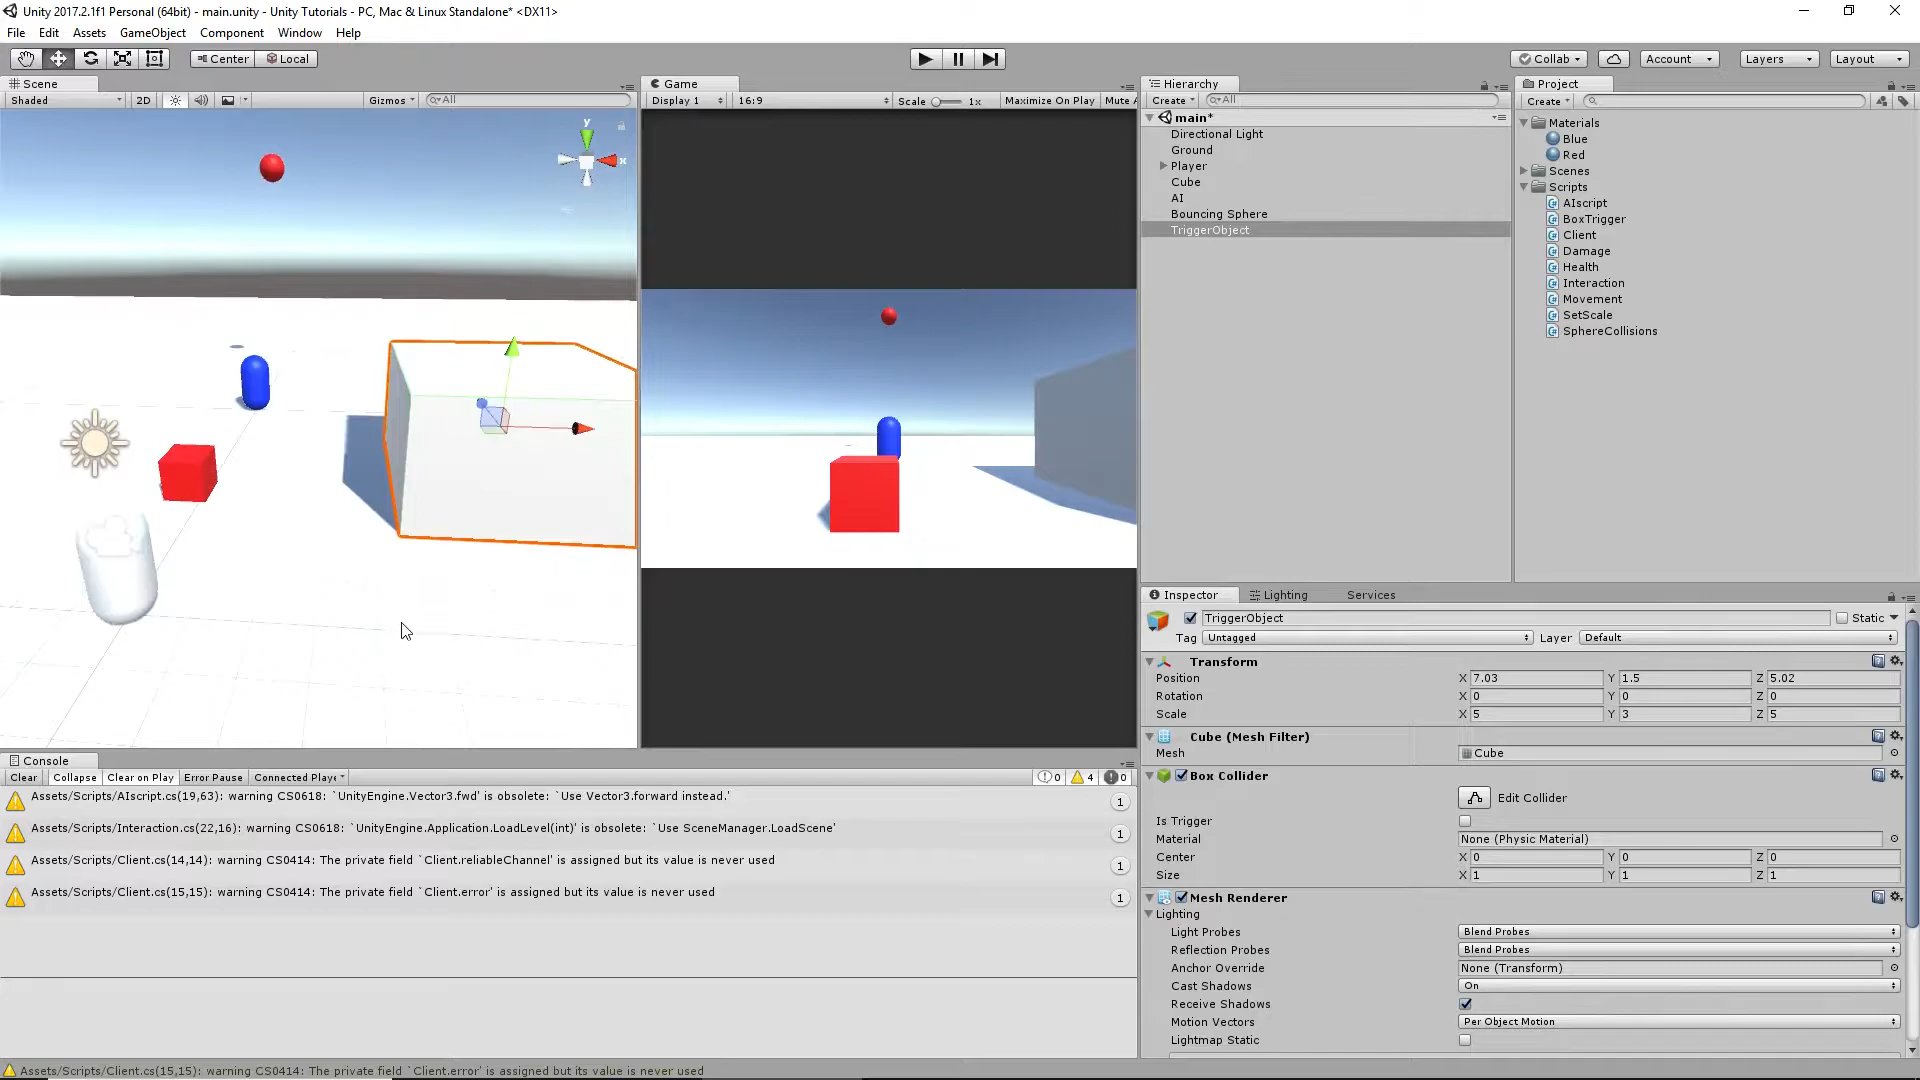 Unity 2017.2.1f1 Personal (64bit) - main.unity - Unity Tutorials - PC, Mac & Linux Standalone* <DX11>
File Edit Assets GameObject Component Window Help
Center Local
Collab Account Layers Layout
Scene
Shaded 2D Gizmos All
y
x
Game
Display 1 16:9 Scale 1x Maximize On Play Mute A
Hierarchy
Create All
main*
Directional Light
Ground
Player
Cube
AI
Bouncing Sphere
TriggerObject
Project
Create
Materials
Blue
Red
Scenes
Scripts
AIscript
BoxTrigger
Client
Damage
Health
Interaction
Movement
SetScale
SphereCollisions
Inspector Lighting Services
TriggerObject Static
Tag Untagged Layer Default
Transform
Position X 7.03 Y 1.5 Z 5.02
Rotation X 0 Y 0 Z 0
Scale X 5 Y 3 Z 5
Cube (Mesh Filter)
Mesh Cube
Box Collider
Edit Collider
Is Trigger
Material None (Physic Material)
Center X 0 Y 0 Z 0
Size X 1 Y 1 Z 1
Mesh Renderer
Lighting
Light Probes Blend Probes
Reflection Probes Blend Probes
Anchor Override None (Transform)
Cast Shadows On
Receive Shadows
Motion Vectors Per Object Motion
Lightmap Static
Console
Clear Collapse Clear on Play Error Pause Connected Playe 0 4 0
Assets/Scripts/AIscript.cs(19,63): warning CS0618: `UnityEngine.Vector3.fwd' is obsolete: `Use Vector3.forward instead.' 1
Assets/Scripts/Interaction.cs(22,16): warning CS0618: `UnityEngine.Application.LoadLevel(int)' is obsolete: `Use SceneManager.LoadScene' 1
Assets/Scripts/Client.cs(14,14): warning CS0414: The private field `Client.reliableChannel' is assigned but its value is never used 1
Assets/Scripts/Client.cs(15,15): warning CS0414: The private field `Client.error' is assigned but its value is never used 1
Assets/Scripts/Client.cs(15,15): warning CS0414: The private field `Client.error' is assigned but its value is never used